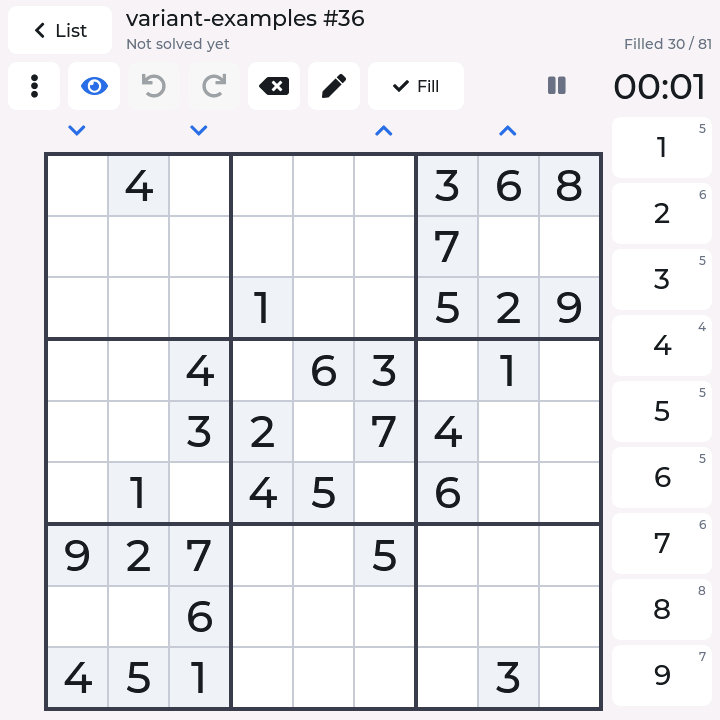 List
variant-examples #36
Not solved yet
Filled 30 / 81
Fill
00:01
4 3 6 8
7
1 5 2 9
4 6 3 1
3 2 7 4
1 4 5 6
9 2 7 5
6
4 5 1 3
1 5
2 6
3 5
4 4
5 5
6 5
7 6
8 8
9 7